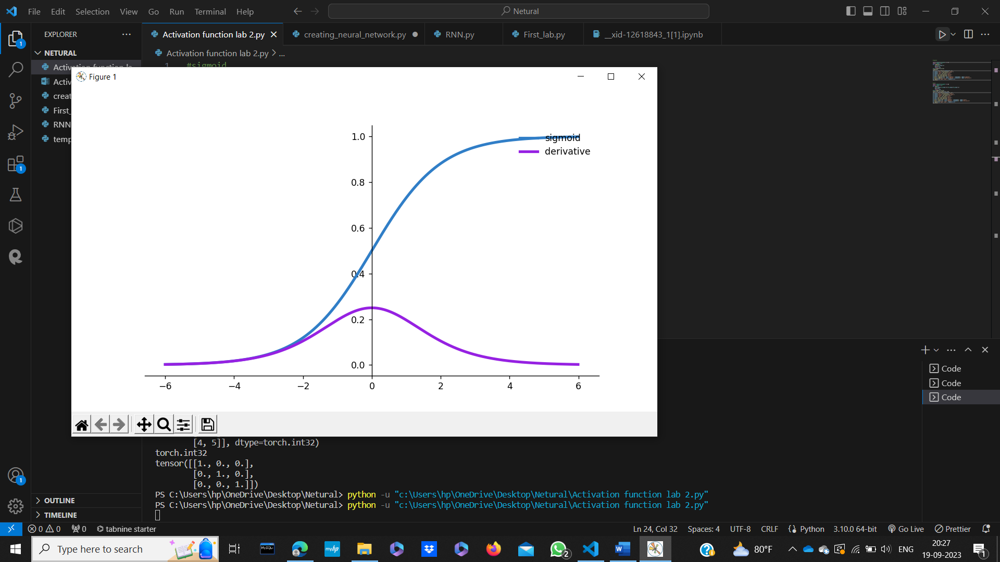 File Edit Selection View Go Run Terminal Help
Netural
EXPLORER
Activation function lab 2.py
creating_neural_network.py
RNN.py
First_lab.py
__xid-12618843_1[1].ipynb
NETURAL
Activation function lab 2.py > ...
1 #sigmoid
Activ
creat
First_
RNN
temp
Figure 1
1.0
0.8
0.6
0.4
0.2
0.0
−6 −4 −2 0 2 4 6
sigmoid
derivative
Code
Code
Code
[4, 5]], dtype=torch.int32)
torch.int32
tensor([[1., 0., 0.],
[0., 1., 0.],
[0., 0., 1.]])
PS C:\Users\hp\OneDrive\Desktop\Netural> python -u "c:\Users\hp\OneDrive\Desktop\Netural\Activation function lab 2.py"
PS C:\Users\hp\OneDrive\Desktop\Netural> python -u "c:\Users\hp\OneDrive\Desktop\Netural\Activation function lab 2.py"
OUTLINE
TIMELINE
0 0 0 tabnine starter
Ln 24, Col 32 Spaces: 4 UTF-8 CRLF Python 3.10.0 64-bit Go Live Prettier
Type here to search
80°F
ENG
20:27
19-09-2023